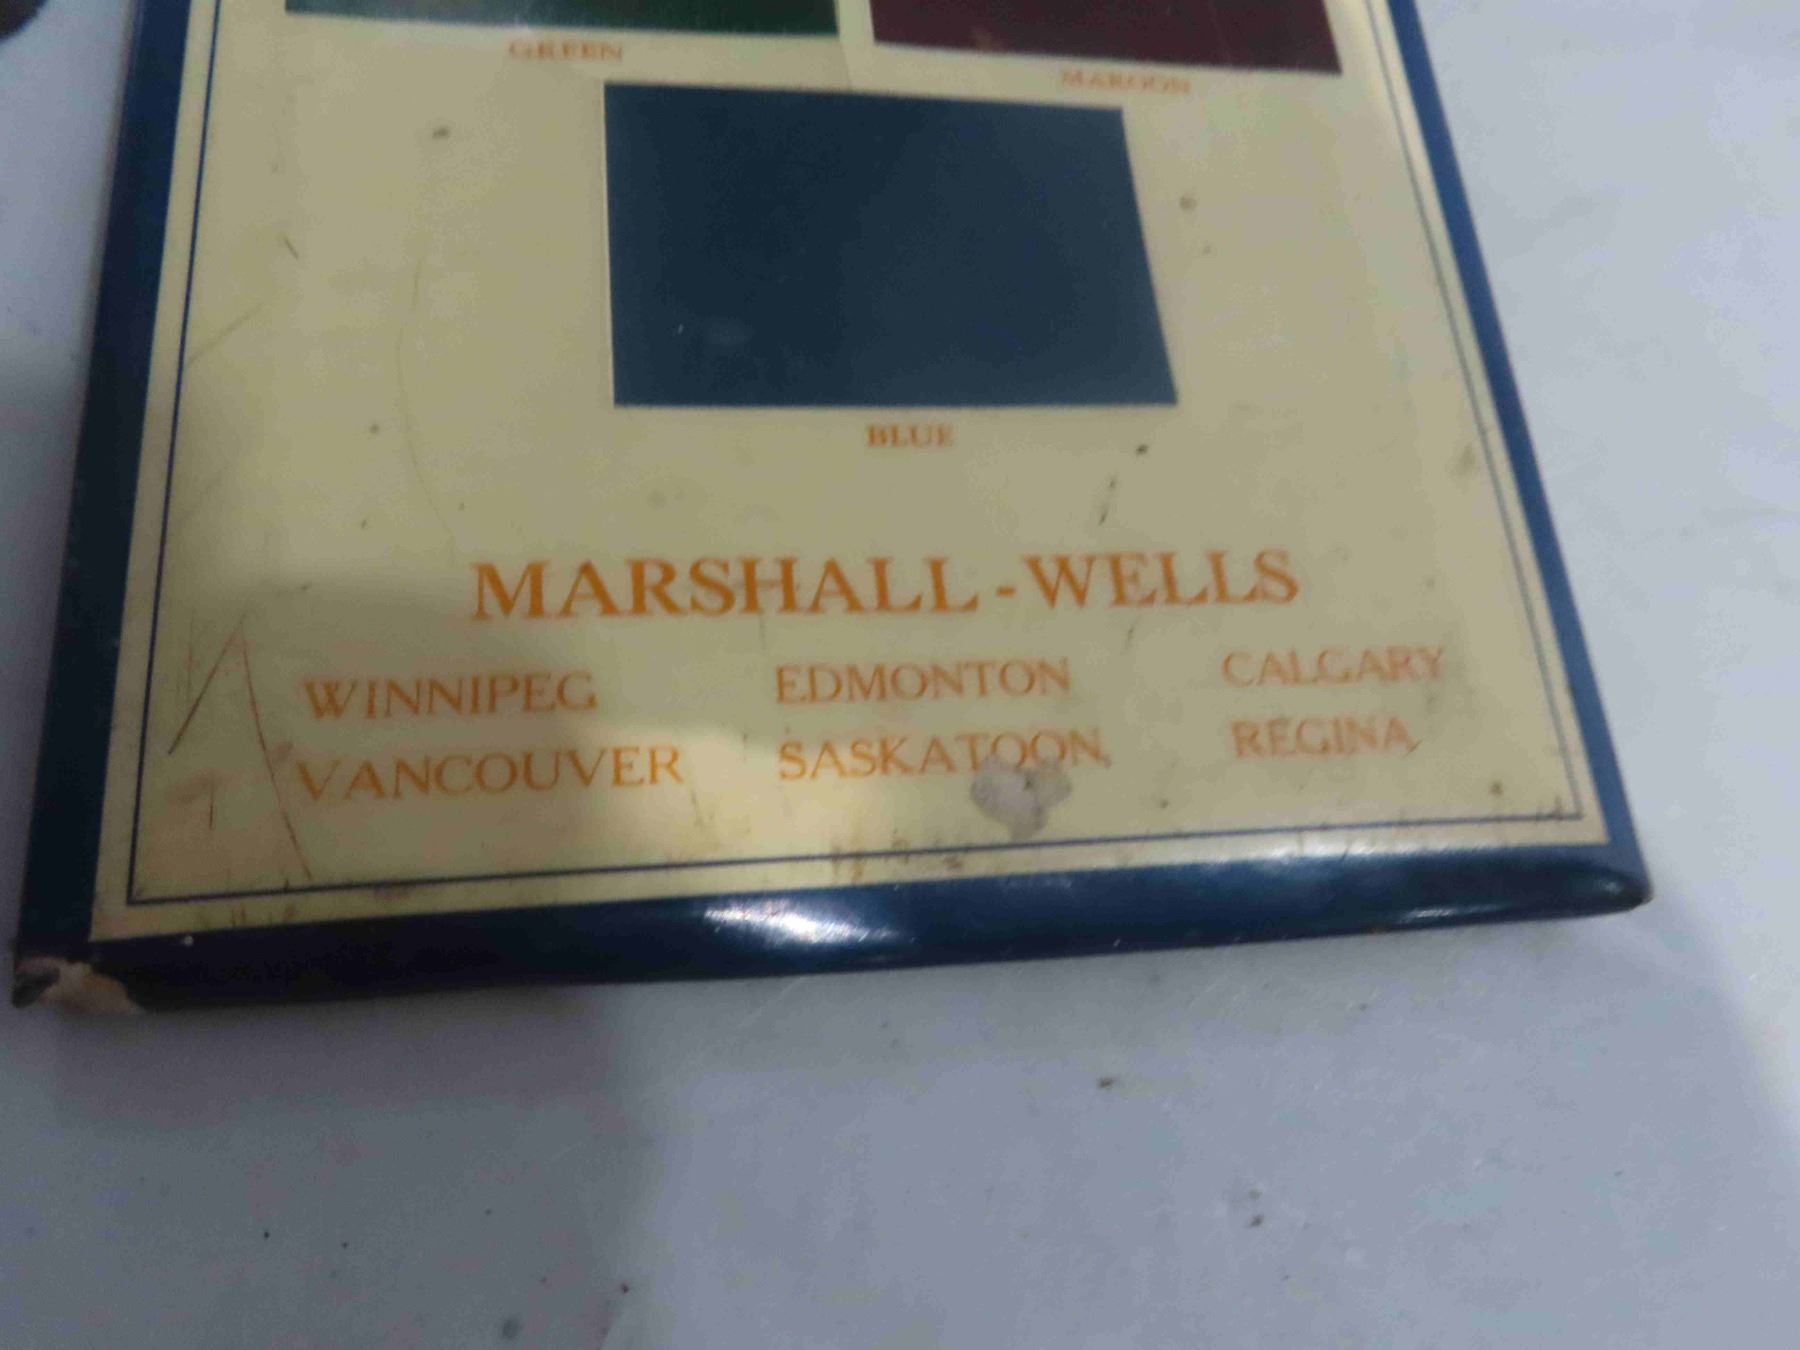 GREEN MAROON
BLUE
MARSHALL-WELLS
WINNIPEG EDMONTON CALGARY
VANCOUVER SASKATOON, REGINA,